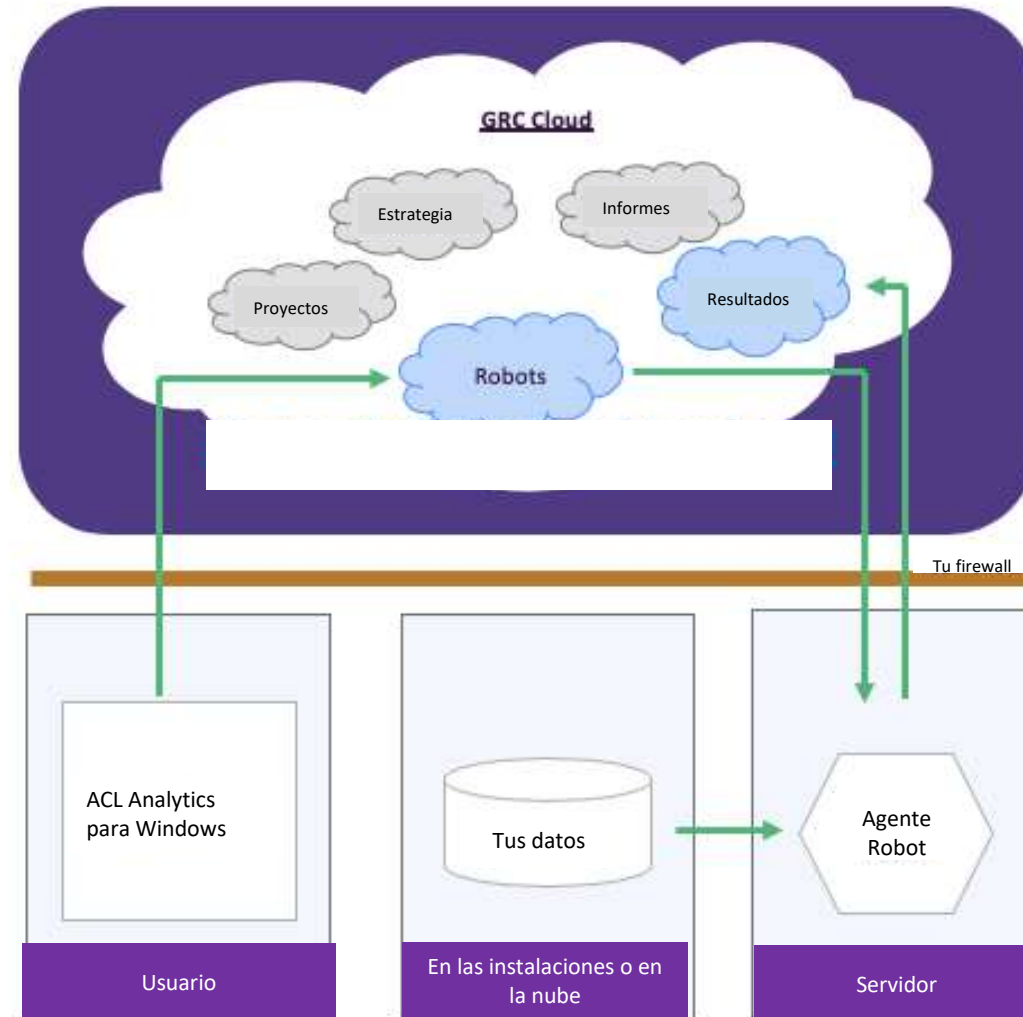 GRC Cloud
Estrategia
Informes
Proyectos
Resultados
Robots
Tu firewall
ACL Analytics
para Windows
Tus datos
Agente
Robot
Usuario
En las instalaciones o en
la nube
Servidor